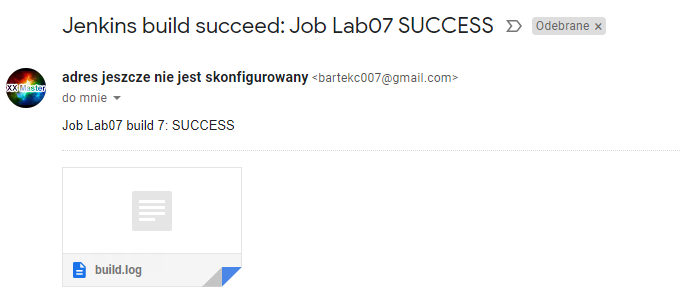 Jenkins build succeed: Job Lab07 SUCCESS Odebrane ×
XX Master
adres jeszcze nie jest skonfigurowany <bartekc007@gmail.com>
do mnie
Job Lab07 build 7: SUCCESS
build.log